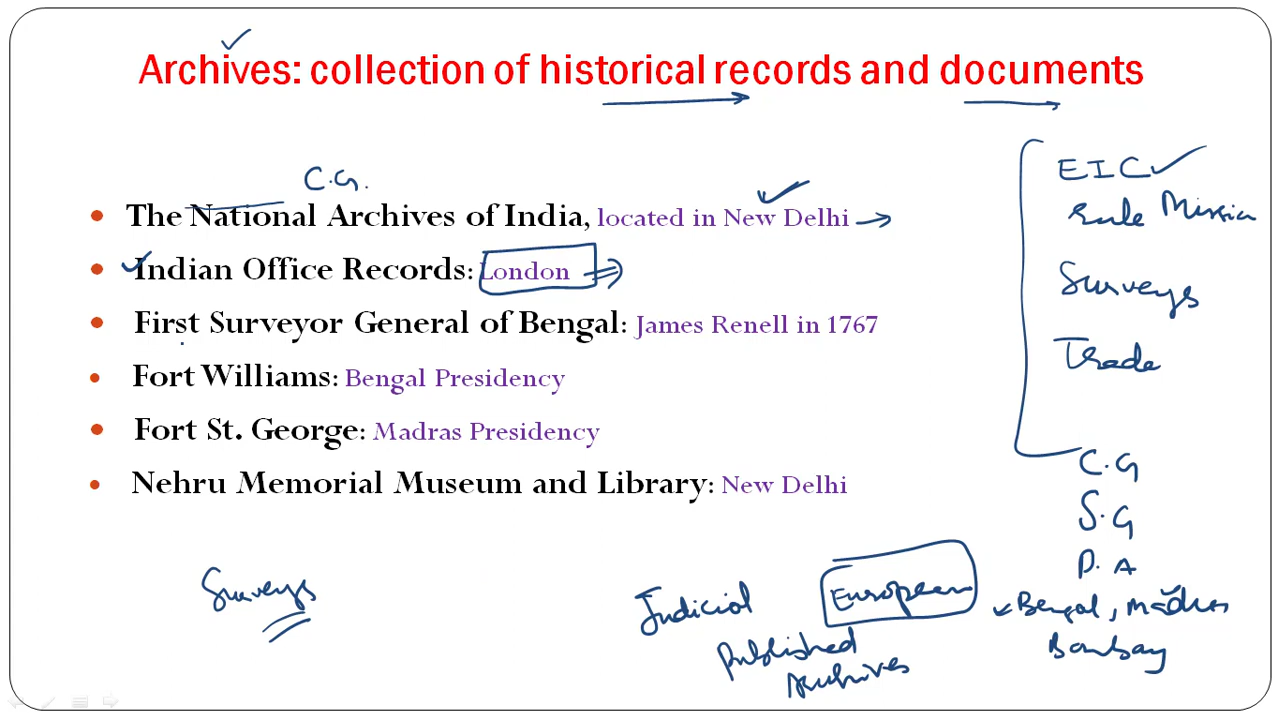 Archives: collection of historical records and documents
C.G.
The National Archives of India, located in New Delhi
Indian Office Records: London
First Surveyor General of Bengal: James Renell in 1767
Fort Williams: Bengal Presidency
Fort St. George: Madras Presidency
Nehru Memorial Museum and Library: New Delhi
EIC
Rule
Surveys
Trade
C.G
S.G
P.A
Bengal, Madras
Bombay
Surveys
Judicial
European
Published
Archives